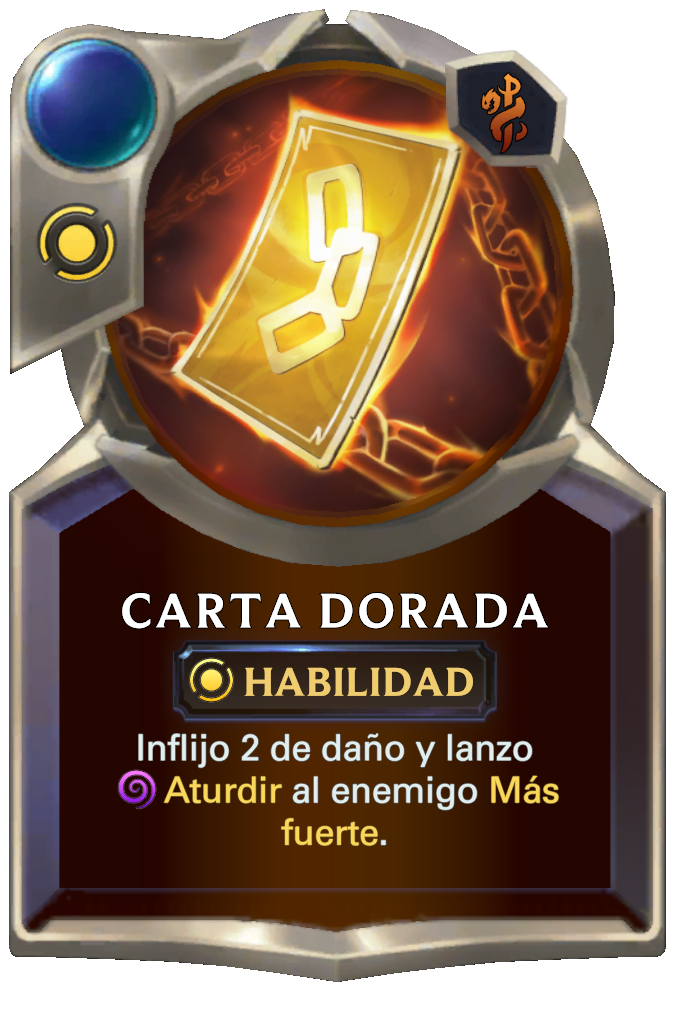 CARTA DORADA
HABILIDAD
Inflijo 2 de daño y lanzo
Aturdir al enemigo Más
fuerte.